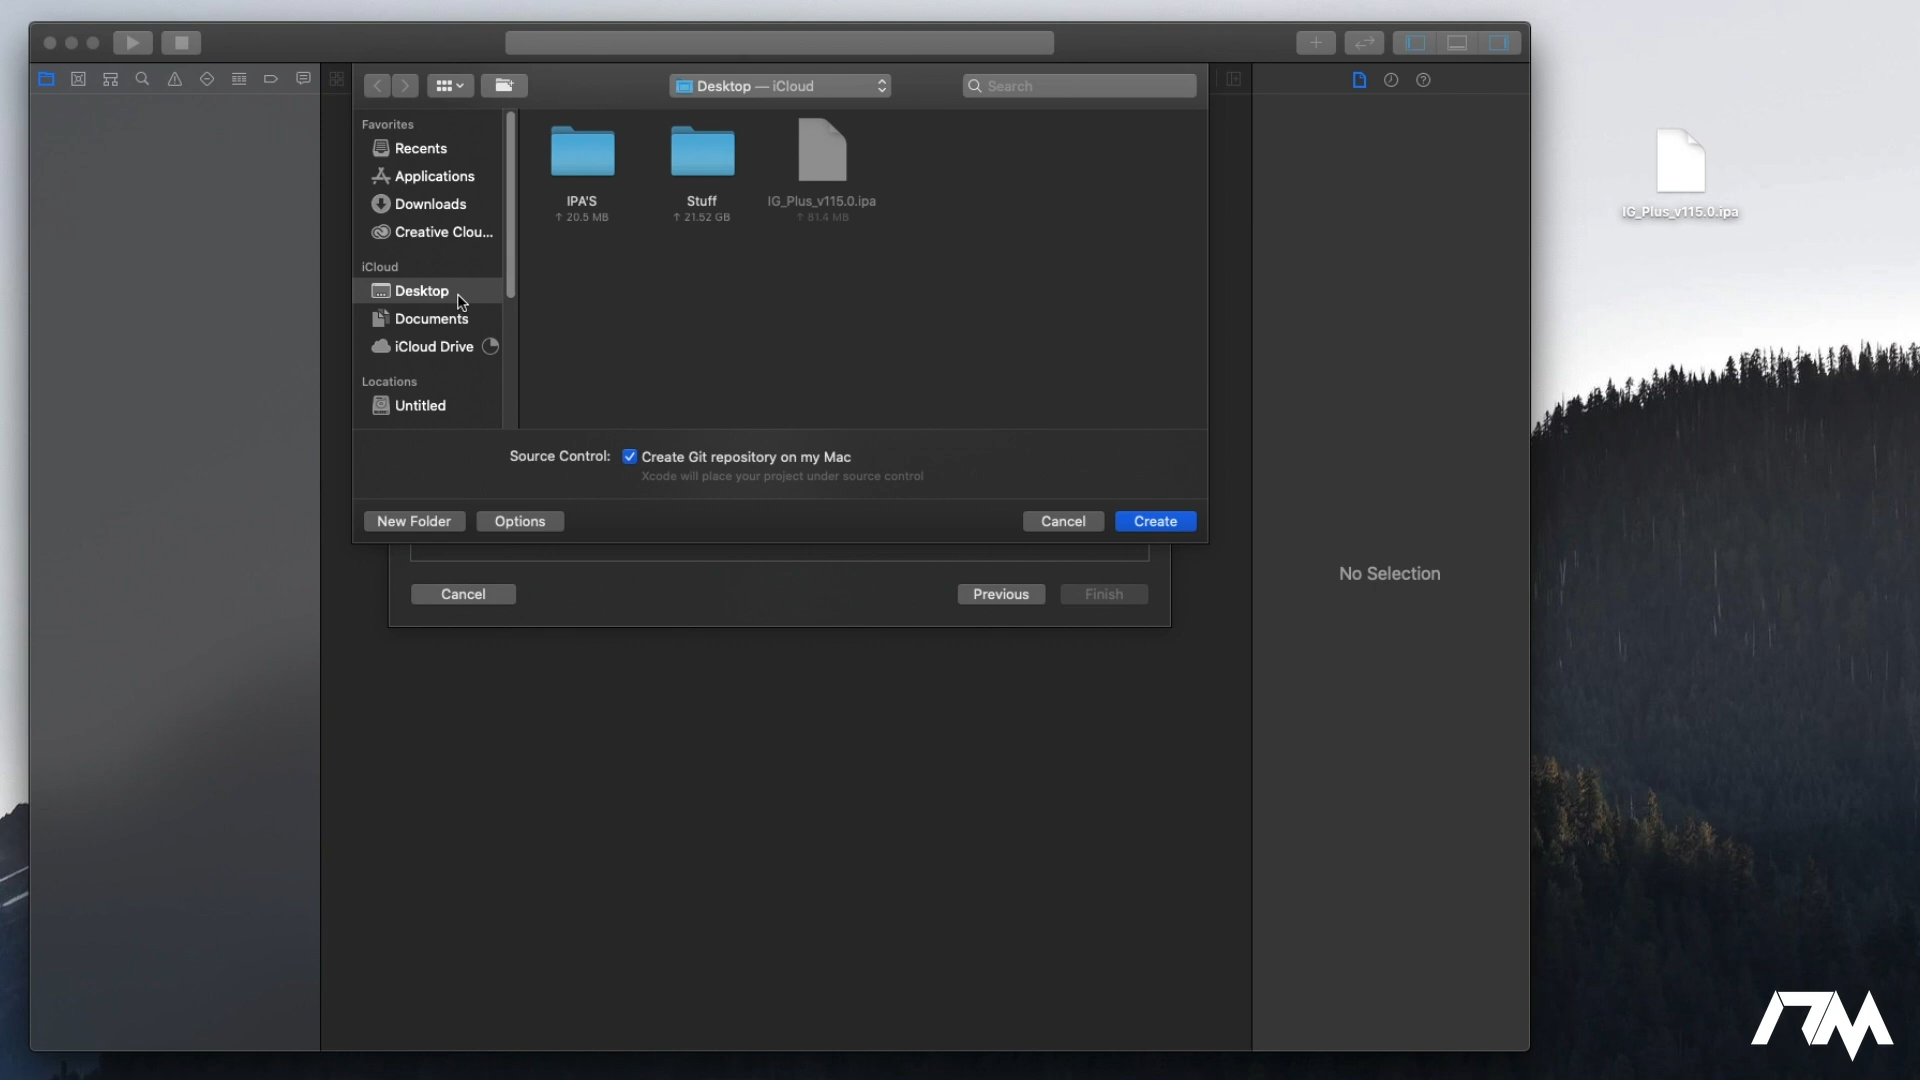 Desktop — iCloud
Search
Favorites
Recents
Applications
Downloads
Creative Clou...
iCloud
Desktop
Documents
iCloud Drive
Locations
Untitled
IPA'S
↑ 20.5 MB
Stuff
↑ 21.52 GB
IG_Plus_v115.0.ipa
↑ 81.4 MB
Source Control:
Create Git repository on my Mac
Xcode will place your project under source control
New Folder
Options
Cancel
Create
Cancel
Previous
Finish
No Selection
IG_Plus_v115.0.ipa